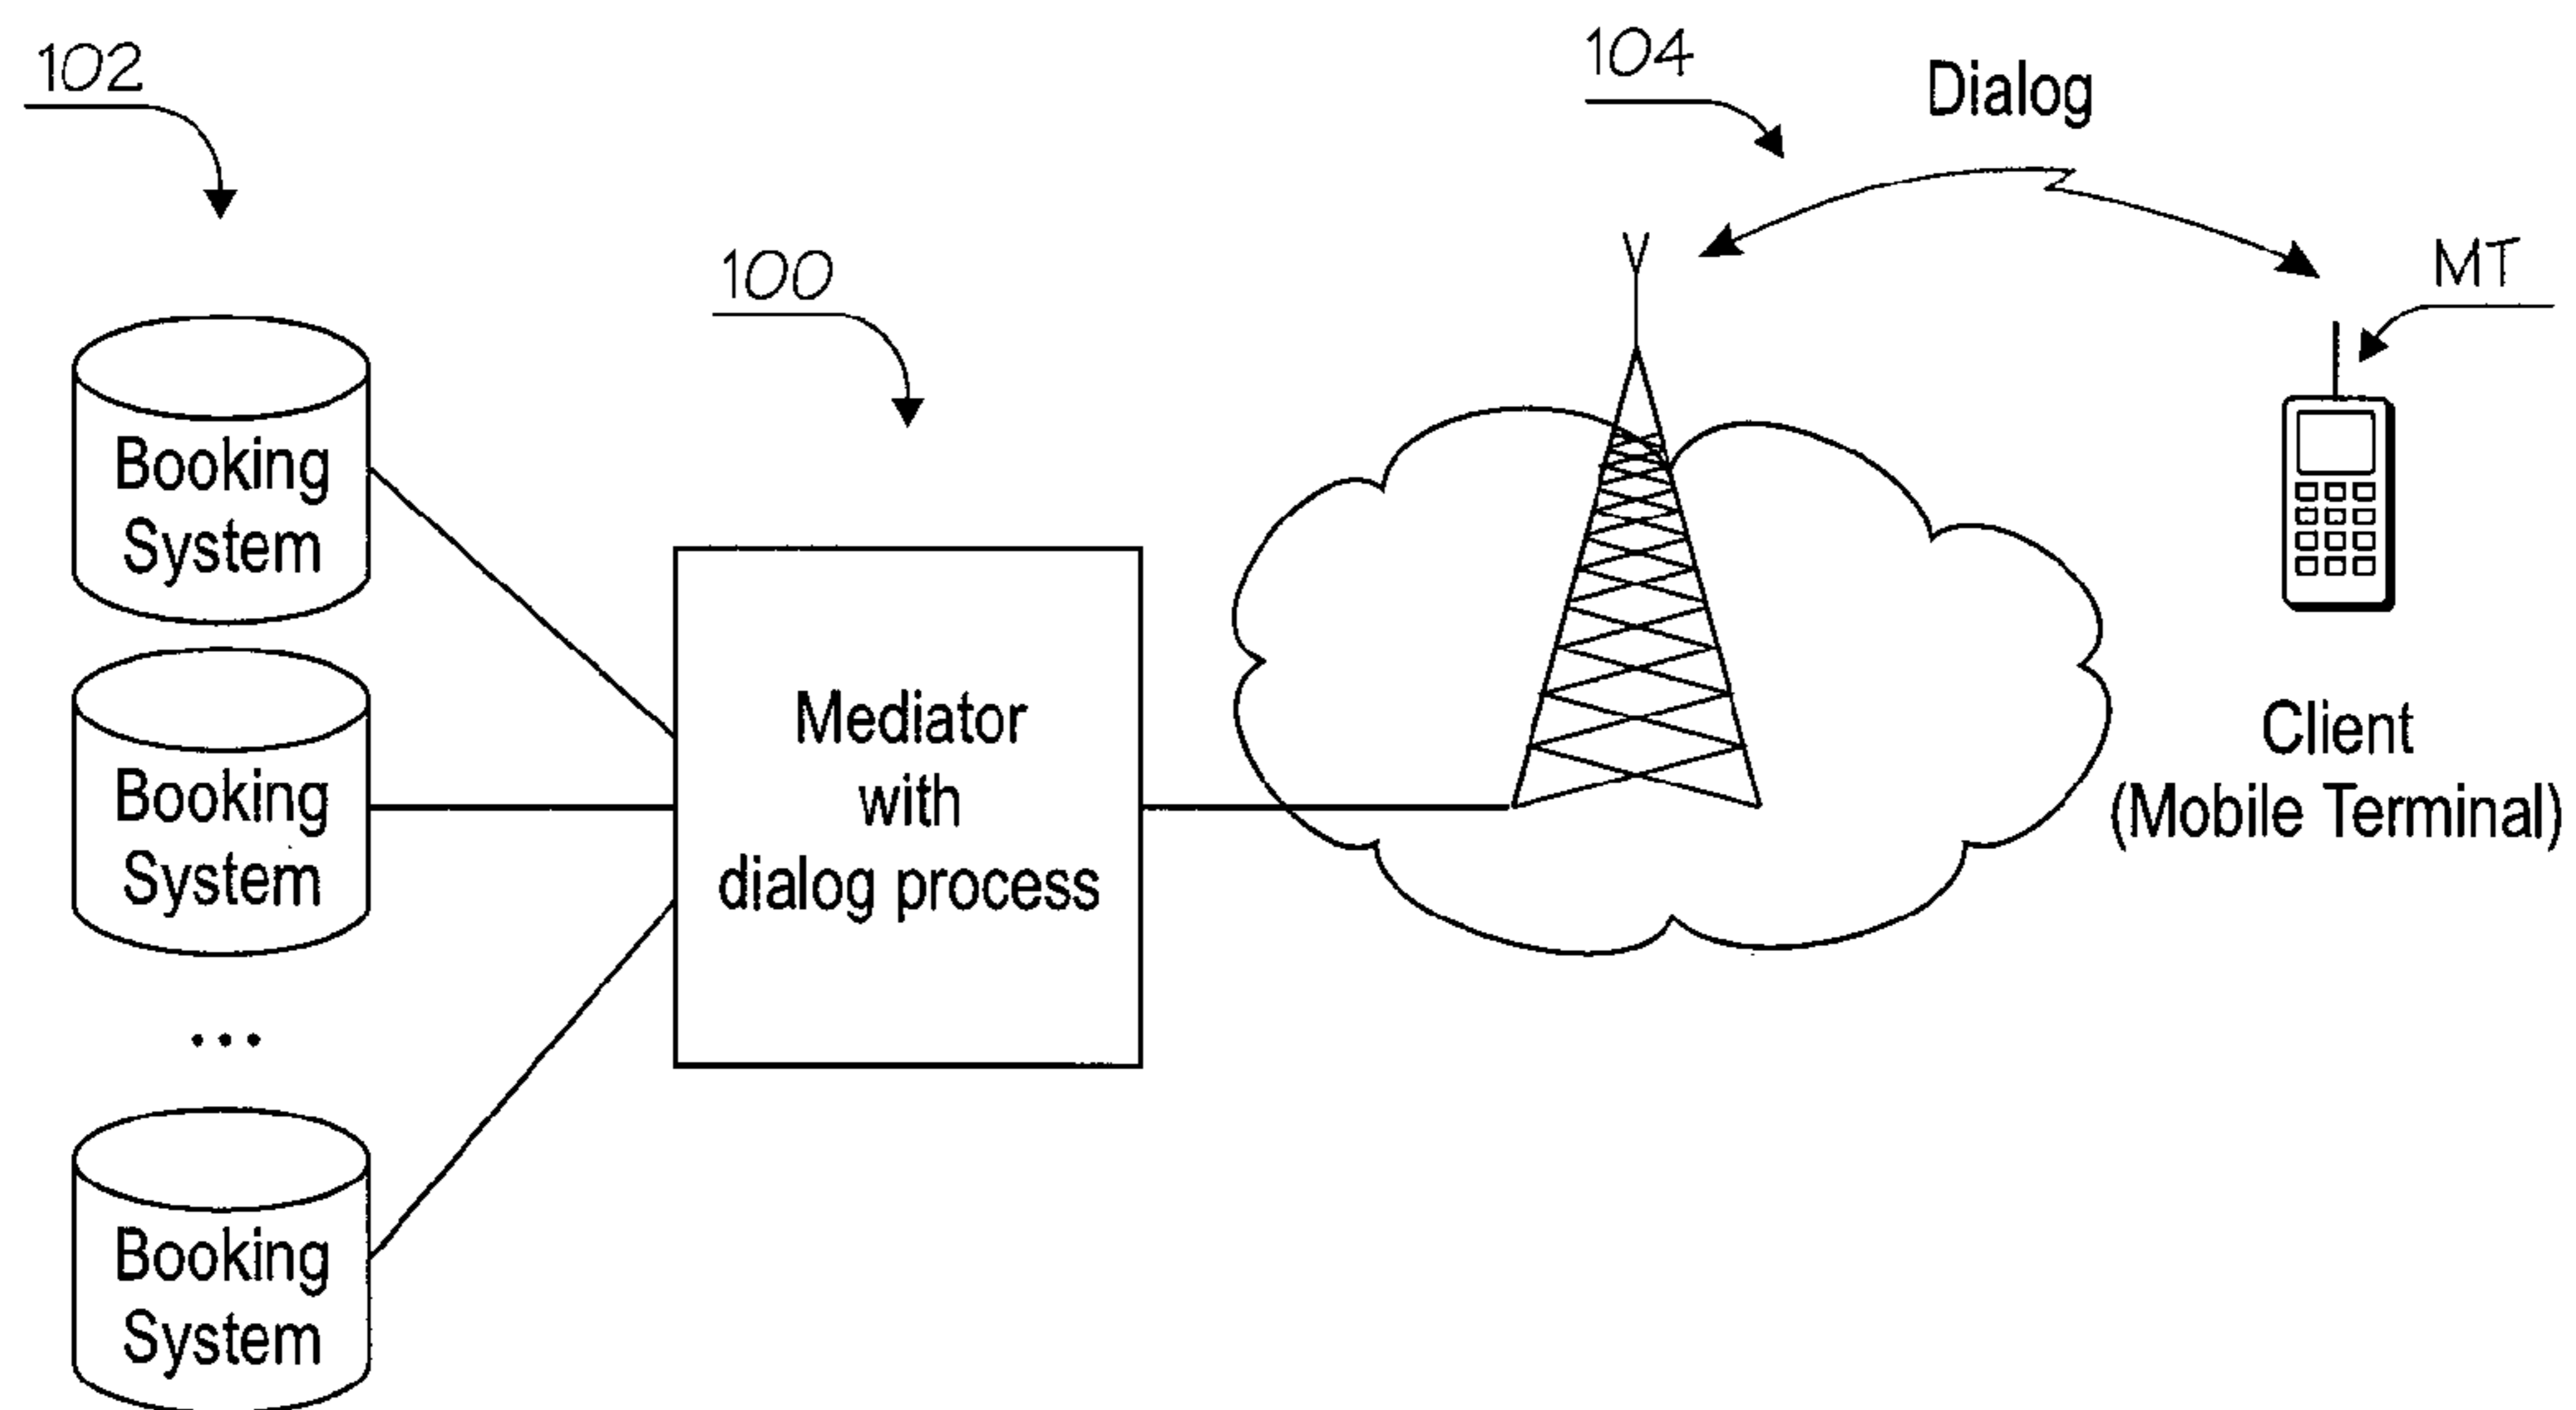 102
104
Dialog
100
MT
Booking
System
Mediator
with
dialog process
Booking
System
Client
(Mobile Terminal)
...
Booking
System